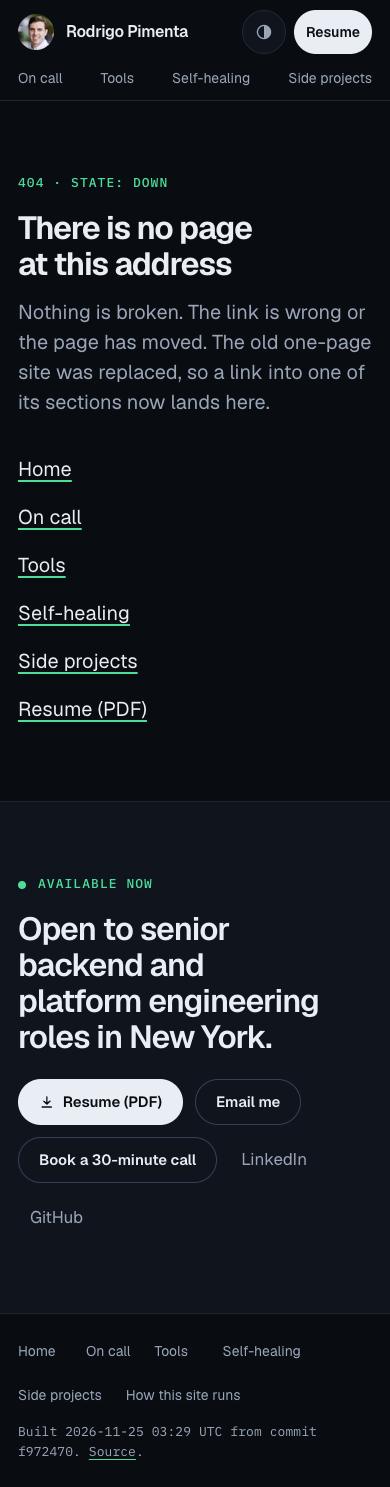 Rodrigo Pimenta
Resume
On call
Tools
Self-healing
Side projects
404 · STATE: DOWN
There is no page
at this address
Nothing is broken. The link is wrong or
the page has moved. The old one-page
site was replaced, so a link into one of
its sections now lands here.
Home
On call
Tools
Self-healing
Side projects
Resume (PDF)
AVAILABLE NOW
Open to senior
backend and
platform engineering
roles in New York.
Resume (PDF)
Email me
Book a 30-minute call
LinkedIn
GitHub
Home
On call
Tools
Self-healing
Side projects
How this site runs
Built 2026-11-25 03:29 UTC from commit
f972470. Source.